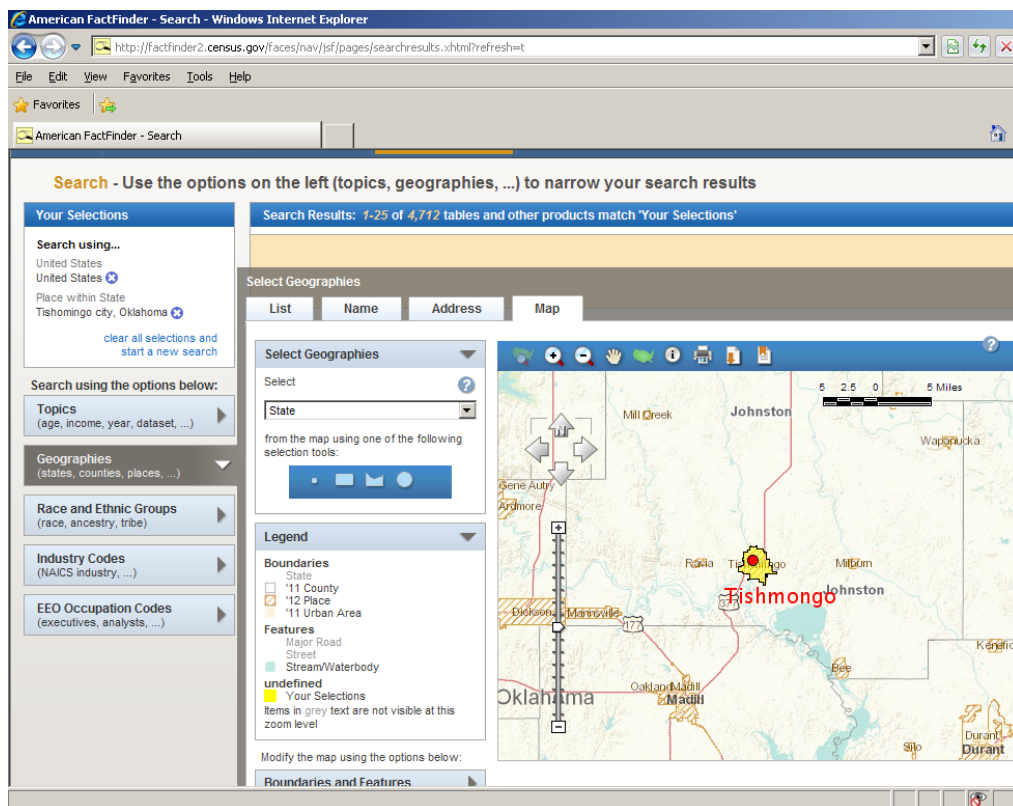 American FactFinder - Search - Windows Internet Explorer
http://factfinder2.census.gov/faces/nav/jsf/pages/searchresults.xhtml?refresh=t
File Edit View Favorites Tools Help
Favorites
American FactFinder - Search
Search - Use the options on the left (topics, geographies, ...) to narrow your search results
Your Selections
Search using...
United States
United States
Place within State
Tishomingo city, Oklahoma
clear all selections and
start a new search
Search using the options below:
Topics
(age, income, year, dataset, ...)
Geographies
(states, counties, places, ...)
Race and Ethnic Groups
(race, ancestry, tribe)
Industry Codes
(NAICS industry, ...)
EEO Occupation Codes
(executives, analysts, ...)
Search Results: 1-25 of 4,712 tables and other products match 'Your Selections'
Select Geographies
List Name Address Map
Select Geographies
Select
?
State
from the map using one of the following
selection tools:
Legend
Boundaries
State
'11 County
'12 Place
'11 Urban Area
Features
Major Road
Street
Stream/Waterbody
undefined
Your Selections
Items in grey text are not visible at this
zoom level
Modify the map using the options below:
Boundaries and Features
?
5 2.5 0 5 Miles
N
Mill Creek
Johnston
Wapanucka
Gene Autry
Ardmore
Ravia
Milburn
Tishmongo
Johnston
377
Dickson
Mannsville
177
Kenefic
Bee
Oakland
Madill
Oklahoma
Madill
Silo
Durant
Durant